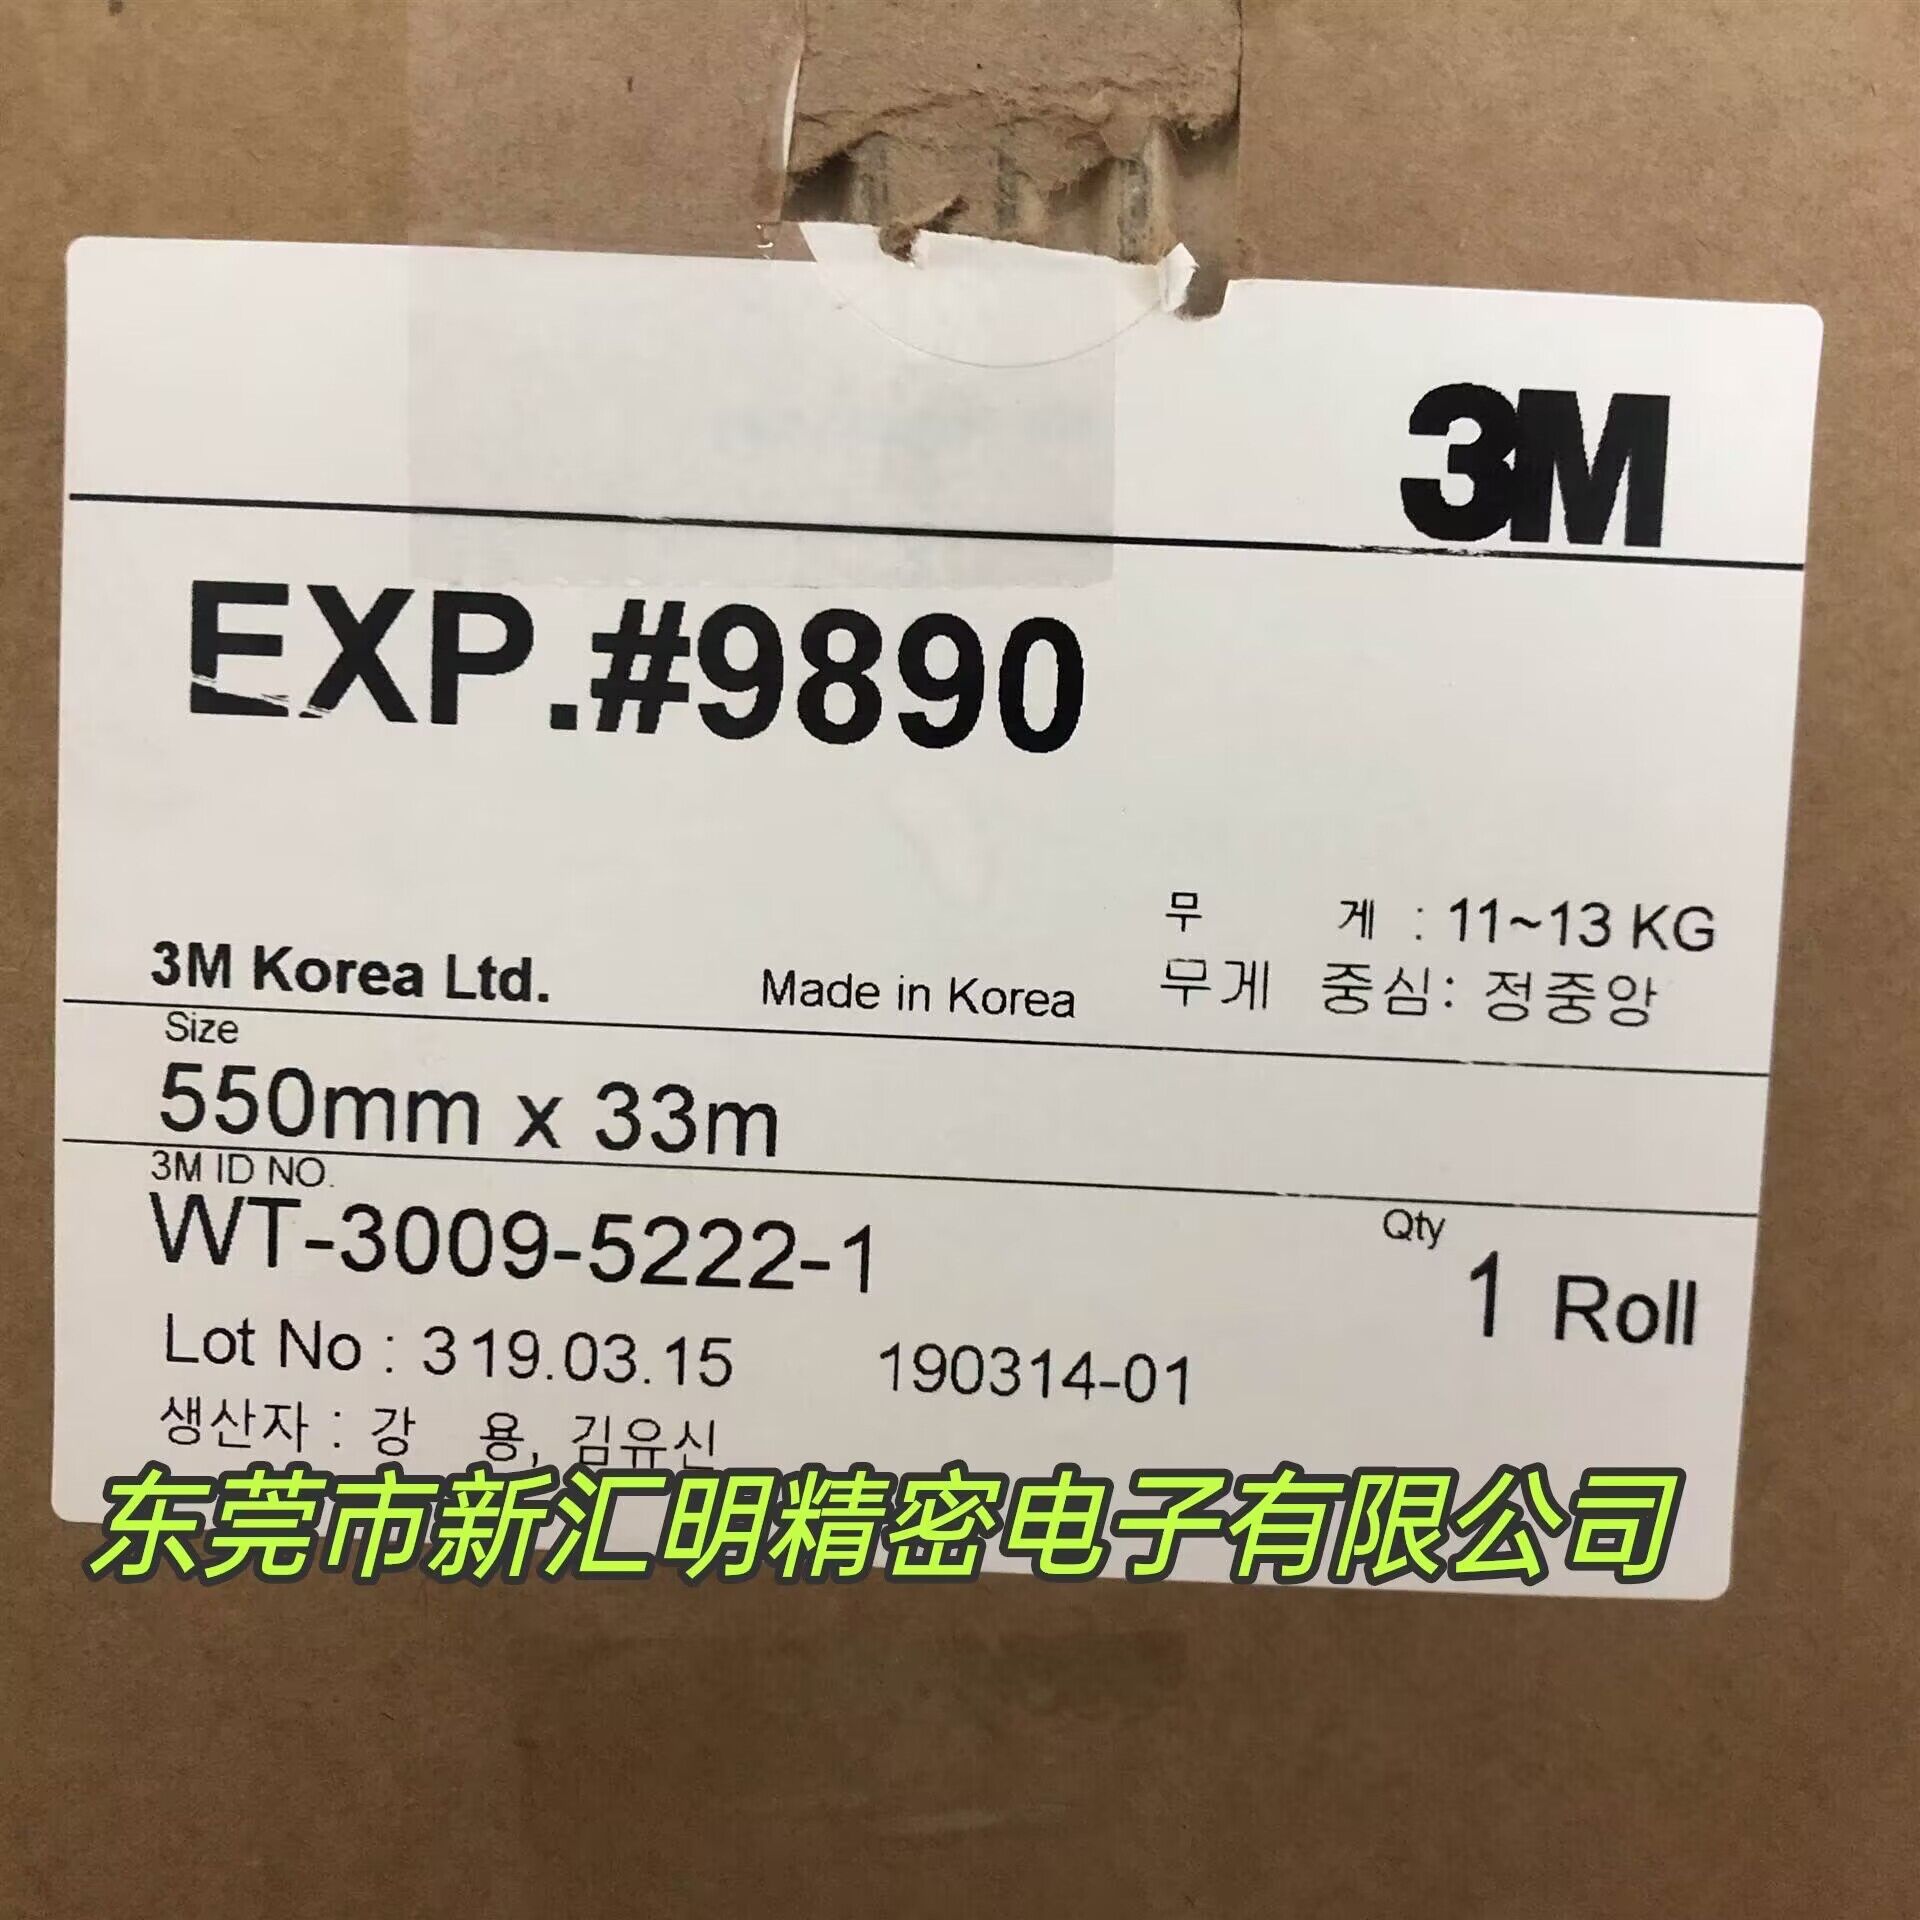 3M
EXP.#9890
무 게 : 11~13 KG
3M Korea Ltd. Made in Korea 무게 중심: 정중앙
Size
550mm x 33m
3M ID NO.
WT-3009-5222-1
Qty
1 Roll
Lot No : 319.03.15 190314-01
생산자 : 강 용, 김유신
东莞市新汇明精密电子有限公司